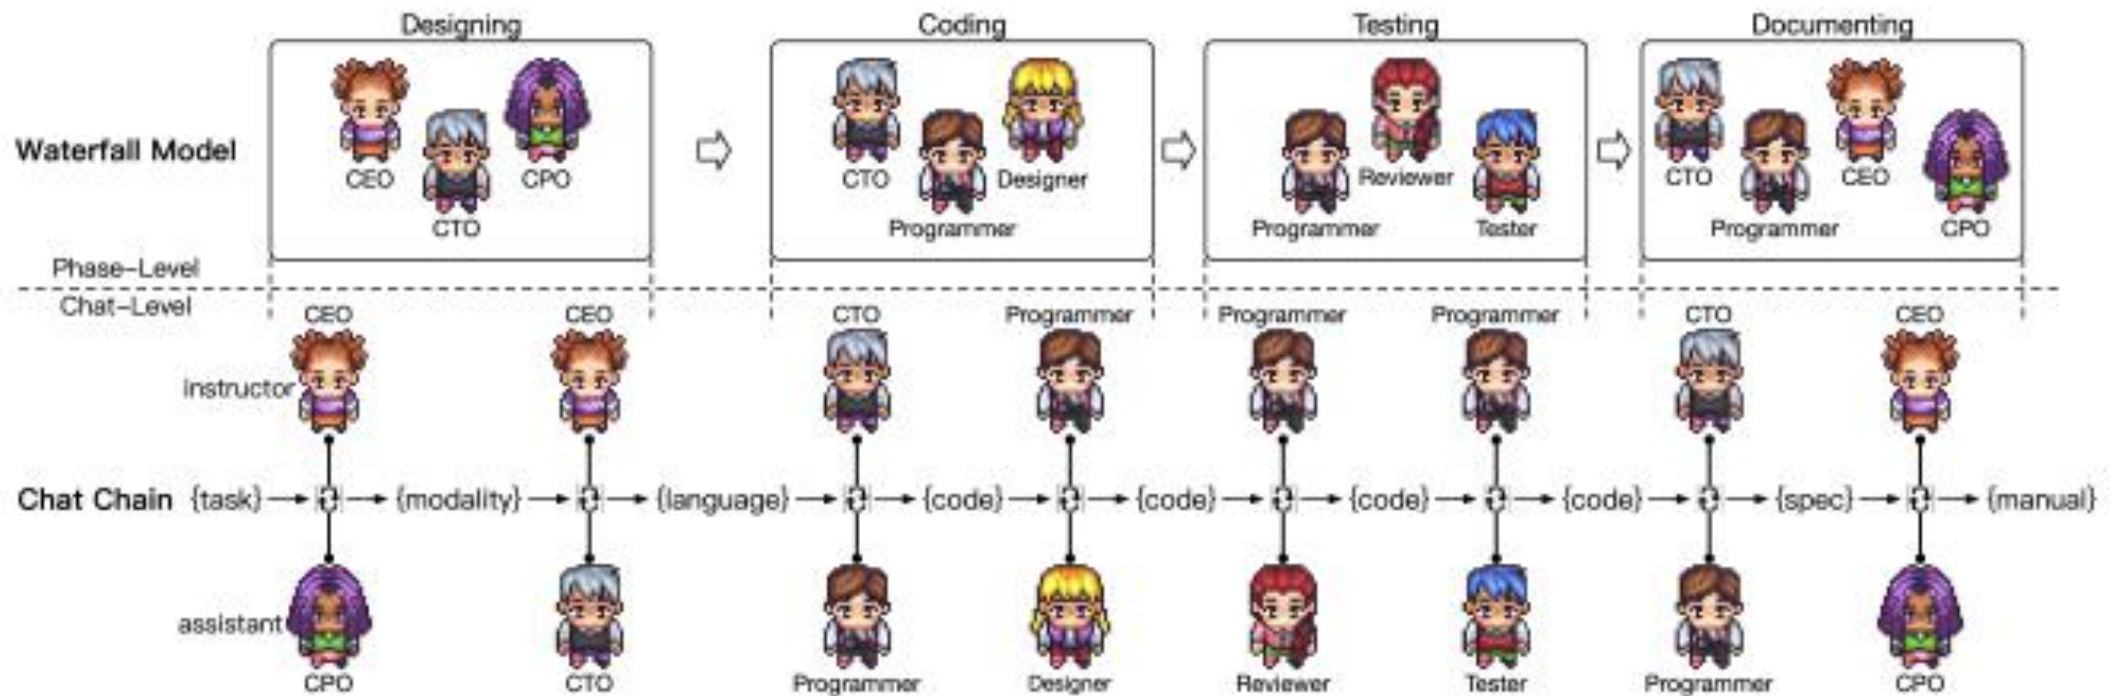 Designing Coding Testing Documenting
Waterfall Model
CEO CPO CTO Designer Reviewer CTO CEO
CTO Programmer Programmer Tester Programmer CPO
Phase-Level
Chat-Level
CEO CEO CTO Programmer Programmer Programmer CTO CEO
instructor
Chat Chain {task} {modality} {language} {code} {code} {code} {code} {spec} {manual}
assistant
CPO CTO Programmer Designer Reviewer Tester Programmer CPO